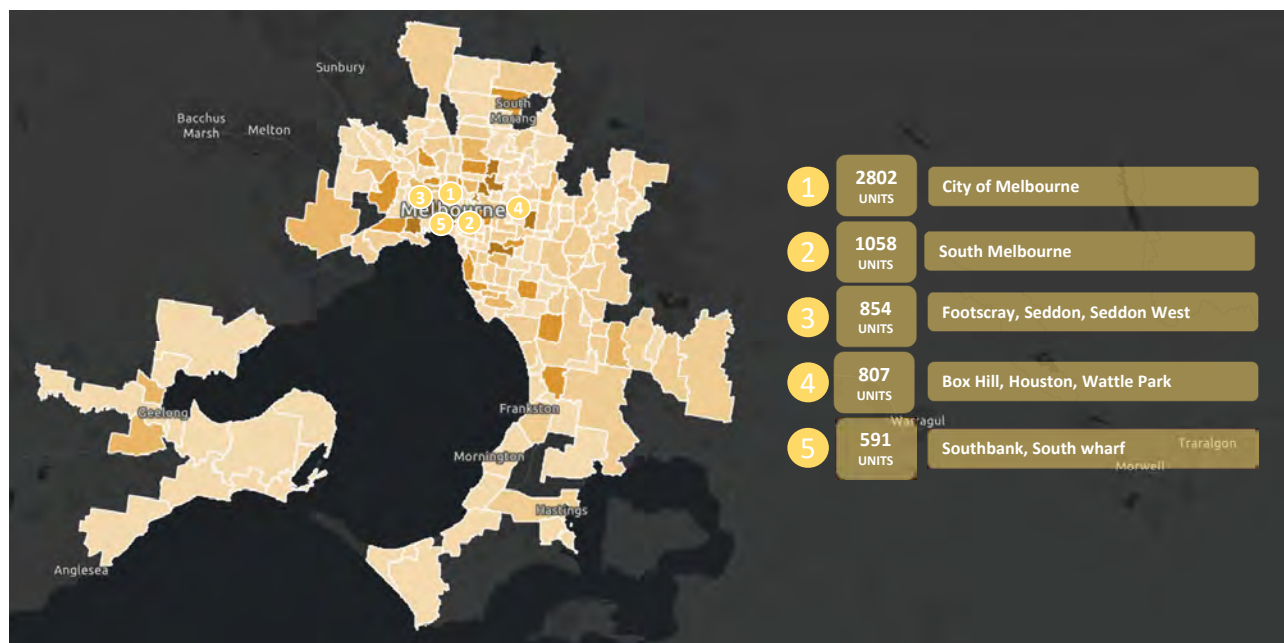 Sunbury
Bacchus
Marsh
Melton
South
Morang
3
1
Melbourne
4
5
2
Geelong
Frankston
Mornington
Hastings
Anglesea
1
2802
UNITS
City of Melbourne
2
1058
UNITS
South Melbourne
3
854
UNITS
Footscray, Seddon, Seddon West
4
807
UNITS
Box Hill, Houston, Wattle Park
Warragul
5
591
UNITS
Southbank, South wharf
Traralgon
Morwell